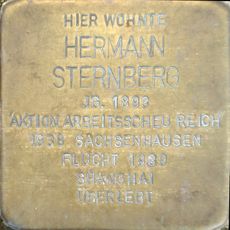 HIER WOHNTE
HERMANN
STERNBERG
JG. 1893
'AKTION ARBEITSSCHEU REICH'
1938 SACHSENHAUSEN
FLUCHT 1939
SHANGHAI
ÜBERLEBT